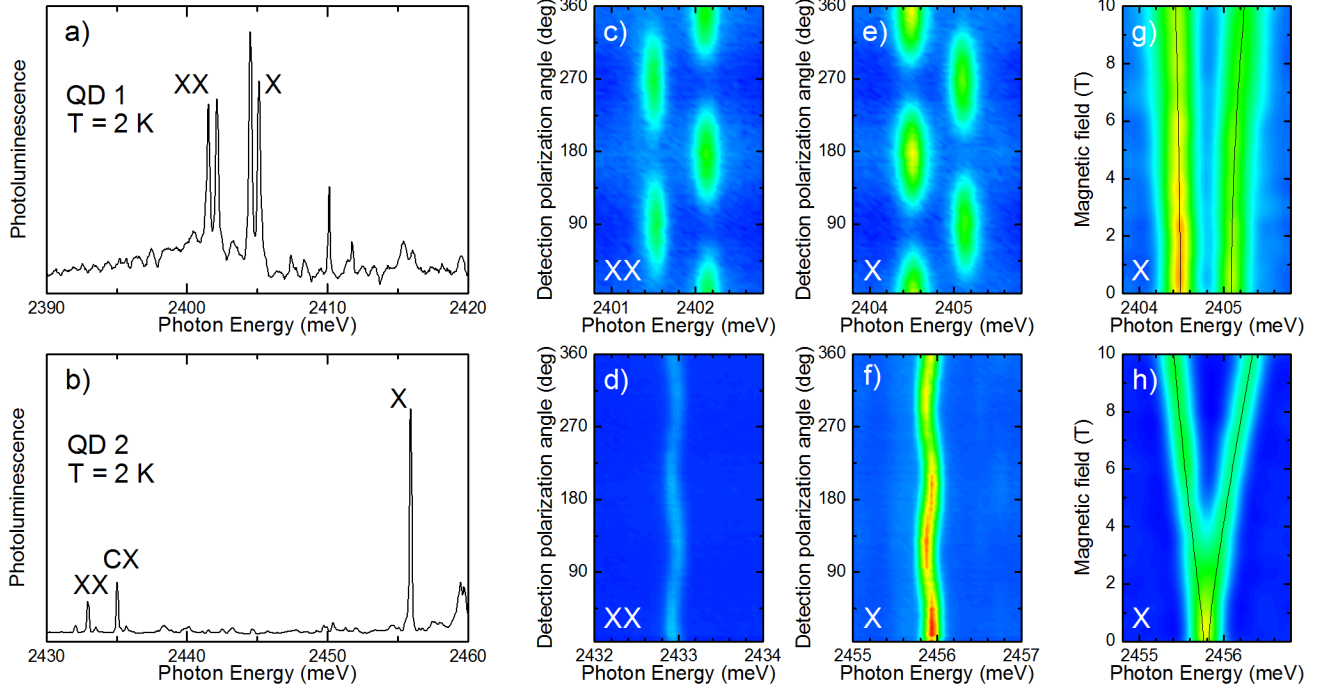 a)
QD 1
T = 2 K
XX
X
Photoluminescence
2390 2400 2410 2420
Photon Energy (meV)
b)
QD 2
T = 2 K
XX
CX
X
Photoluminescence
2430 2440 2450 2460
Photon Energy (meV)
c)
XX
Detection polarization angle (deg)
360
270
180
90
2401 2402
Photon Energy (meV)
d)
XX
Detection polarization angle (deg)
360
270
180
90
2432 2433 2434
Photon Energy (meV)
e)
X
Detection polarization angle (deg)
360
270
180
90
2404 2405
Photon Energy (meV)
f)
X
Detection polarization angle (deg)
360
270
180
90
2455 2456 2457
Photon Energy (meV)
g)
X
Magnetic field (T)
10
8
6
4
2
0
2404 2405
Photon Energy (meV)
h)
X
Magnetic field (T)
10
8
6
4
2
0
2455 2456
Photon Energy (meV)